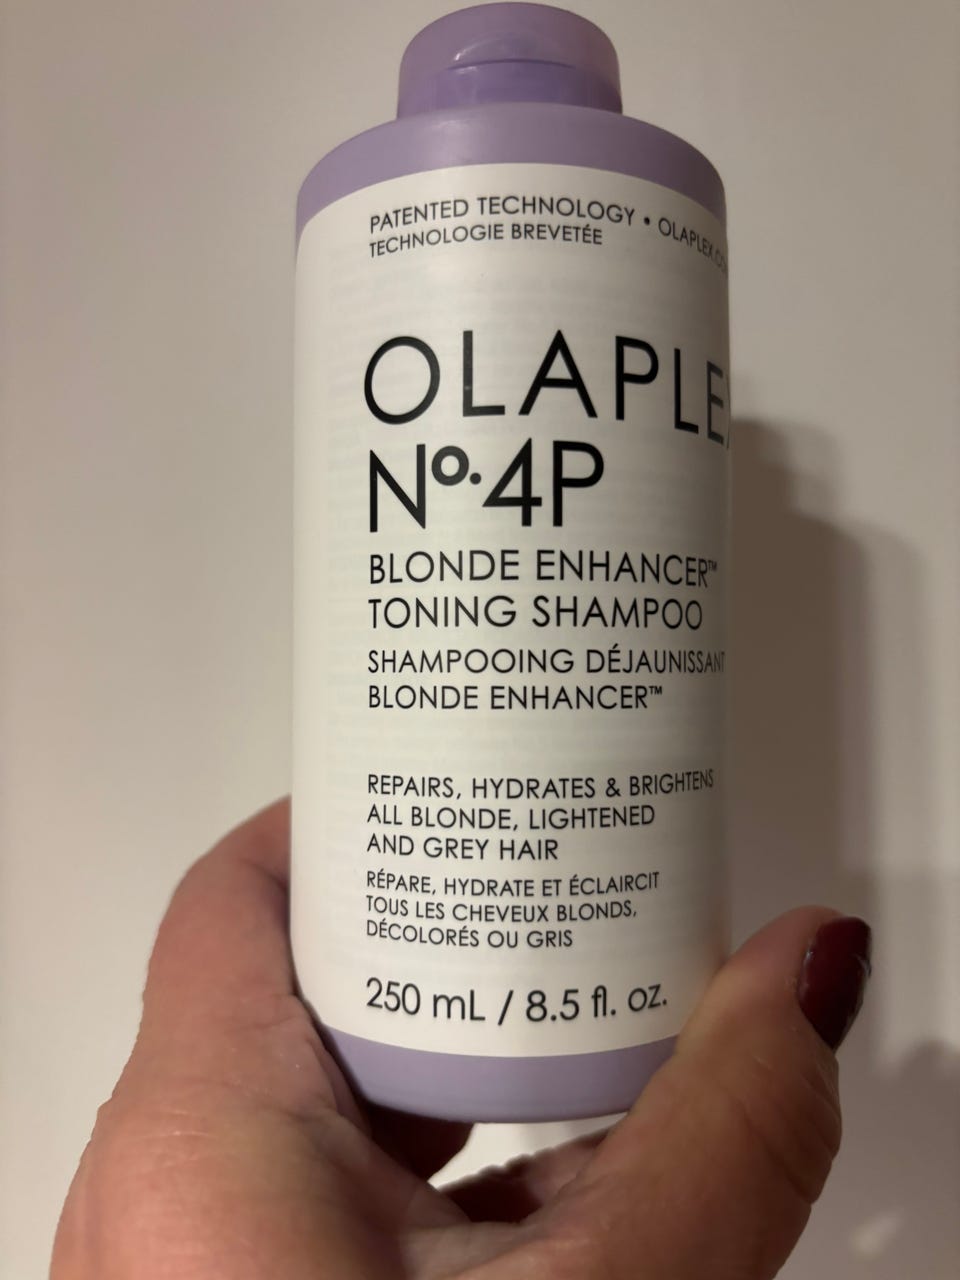 PATENTED TECHNOLOGY • OLAPLEX.CO
TECHNOLOGIE BREVETÉE
OLAPLEX
Nº.4P
BLONDE ENHANCER™
TONING SHAMPOO
SHAMPOOING DÉJAUNISSANT
BLONDE ENHANCER™
REPAIRS, HYDRATES & BRIGHTENS
ALL BLONDE, LIGHTENED
AND GREY HAIR
RÉPARE, HYDRATE ET ÉCLAIRCIT
TOUS LES CHEVEUX BLONDS,
DÉCOLORÉS OU GRIS
250 mL / 8.5 fl. oz.